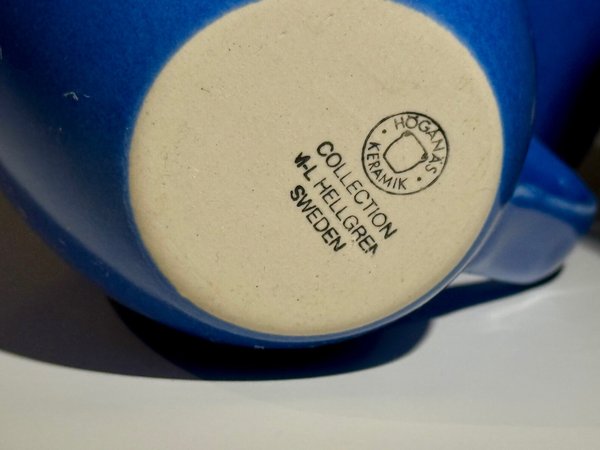 HÖGANÄS
KERAMIK
COLLECTION
M-L HELLGREN
SWEDEN